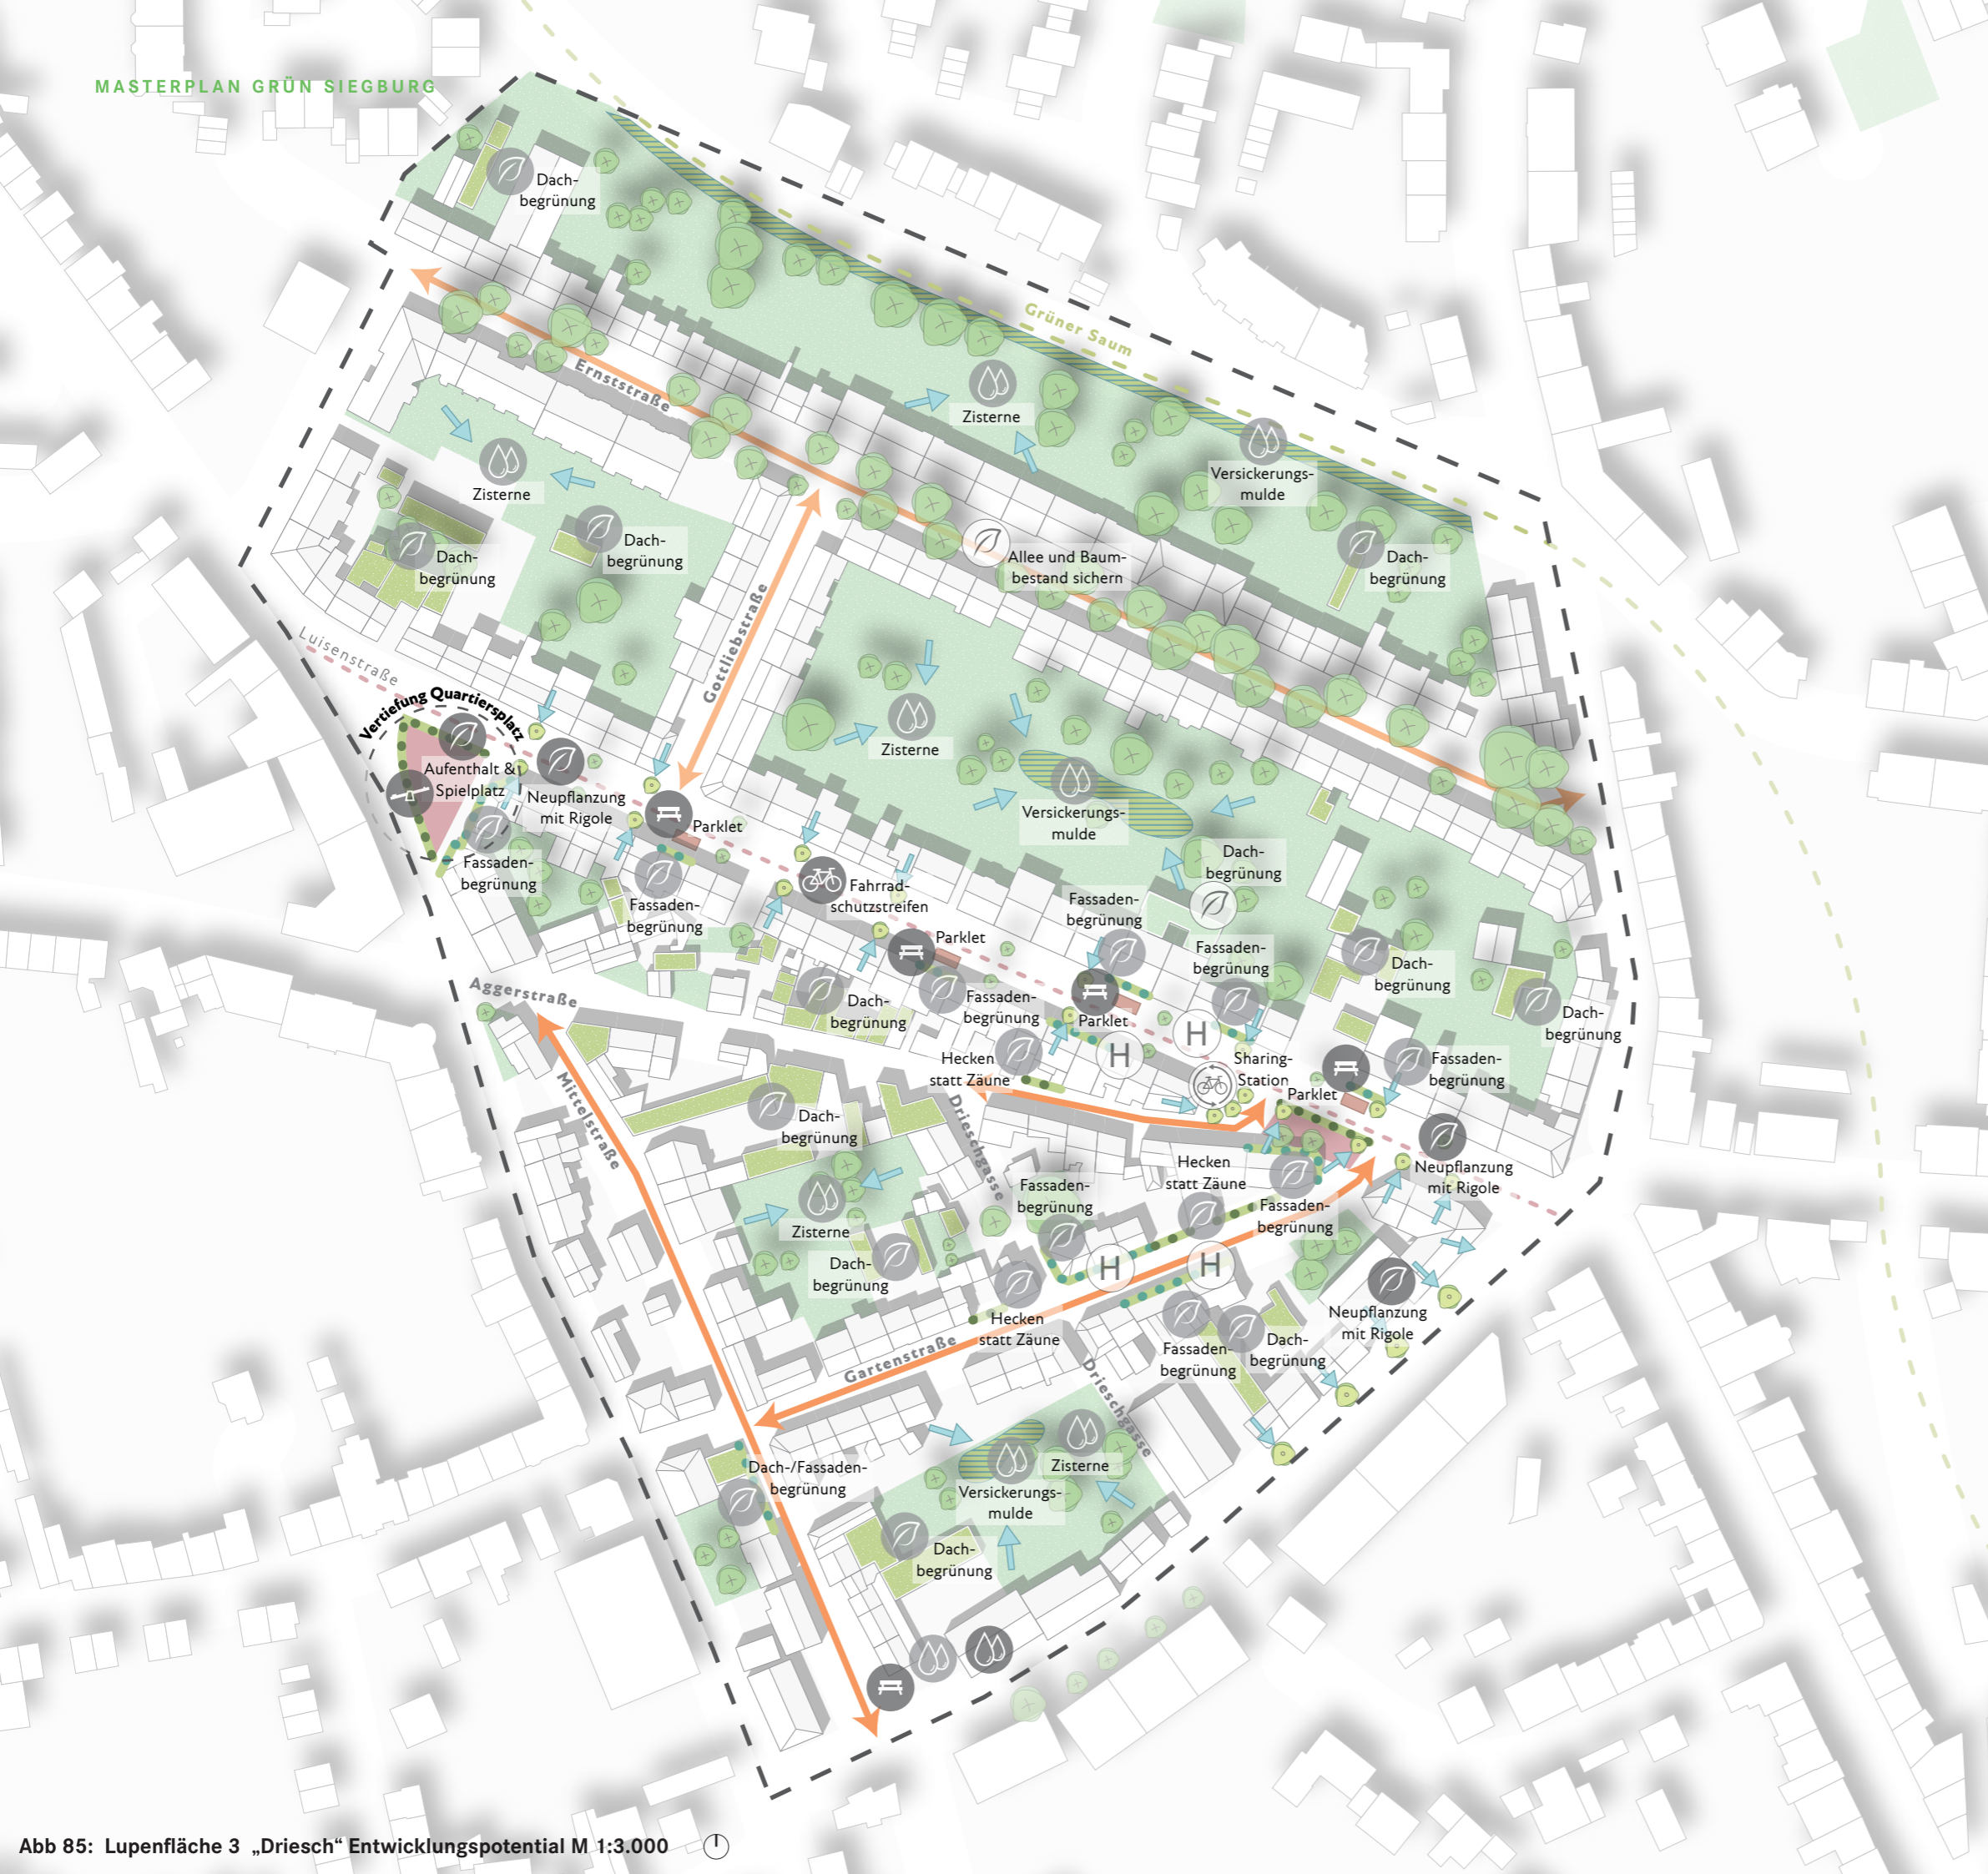 MASTERPLAN GRÜN SIEGBURG
Dach-
begrünung
Grüner Saum
Ernststraße
Zisterne
Zisterne
Versickerungs-
mulde
Dach-
begrünung
Dach-
begrünung
Allee und Baum-
bestand sichern
Dach-
begrünung
Gottliebstraße
Luisenstraße
Vertiefung Quartiersplatz
Aufenthalt &
Spielplatz
Neupflanzung
mit Rigole
Zisterne
Versickerungs-
mulde
Parklet
Fassaden-
begrünung
Fassaden-
begrünung
Fahrrad-
schutzstreifen
Dach-
begrünung
Fassaden-
begrünung
Parklet
Fassaden-
begrünung
Dach-
begrünung
Dach-
begrünung
Aggerstraße
Dach-
begrünung
Fassaden-
begrünung
Parklet
H
H
Hecken
statt Zäune
Sharing-
Station
Parklet
Fassaden-
begrünung
Mittelstraße
Dach-
begrünung
Drieschgasse
Hecken
statt Zäune
Neupflanzung
mit Rigole
Fassaden-
begrünung
Fassaden-
begrünung
Zisterne
Dach-
begrünung
H
H
Hecken
statt Zäune
Neupflanzung
mit Rigole
Gartenstraße
Fassaden-
begrünung
Dach-
begrünung
Drieschgasse
Dach-/Fassaden-
begrünung
Zisterne
Versickerungs-
mulde
Dach-
begrünung
Abb 85: Lupenfläche 3 „Driesch“ Entwicklungspotential M 1:3.000